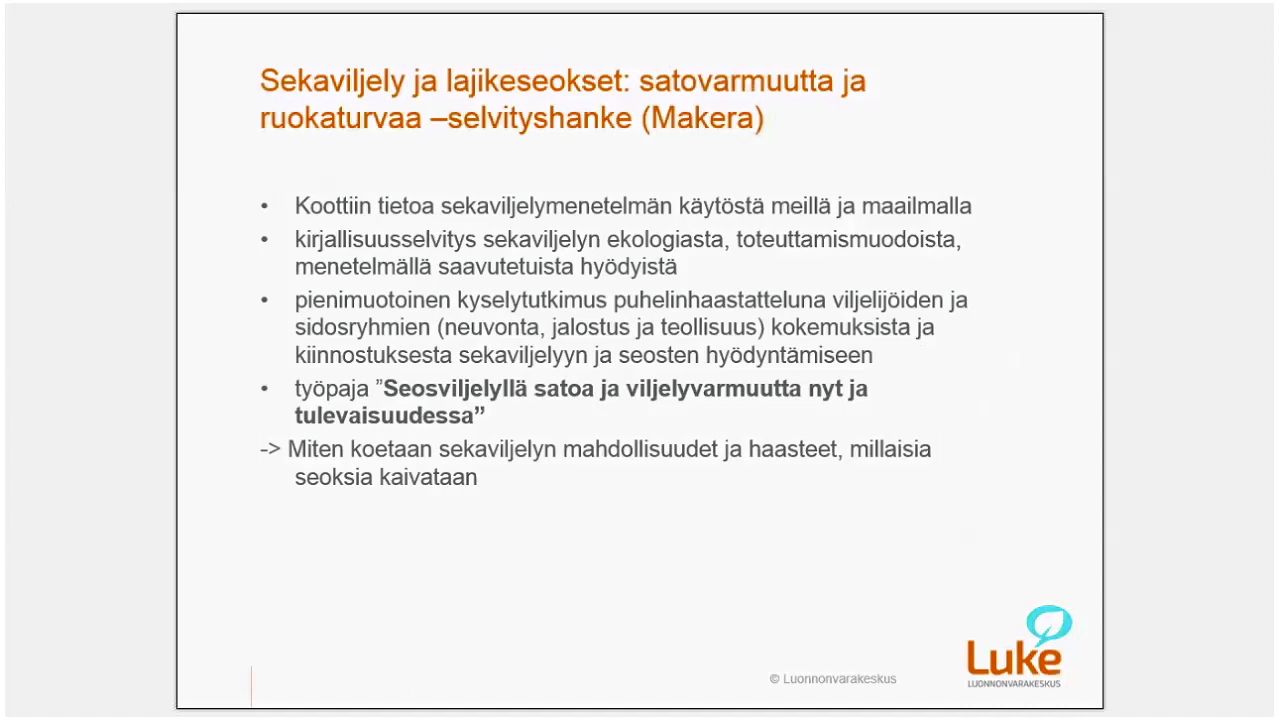 Sekaviljely ja lajikeseokset: satovarmuutta ja
ruokaturvaa –selvityshanke (Makera)
• Koottiin tietoa sekaviljelymenetelmän käytöstä meillä ja maailmalla
• kirjallisuusselvitys sekaviljelyn ekologiasta, toteuttamismuodoista,
menetelmällä saavutetuista hyödyistä
• pienimuotoinen kyselytutkimus puhelinhaastatteluna viljelijöiden ja
sidosryhmien (neuvonta, jalostus ja teollisuus) kokemuksista ja
kiinnostuksesta sekaviljelyyn ja seosten hyödyntämiseen
• työpaja ”Seosviljelyllä satoa ja viljelyvarmuutta nyt ja
tulevaisuudessa”
-> Miten koetaan sekaviljelyn mahdollisuudet ja haasteet, millaisia
seoksia kaivataan
© Luonnonvarakeskus
Luke
LUONNONVARAKESKUS